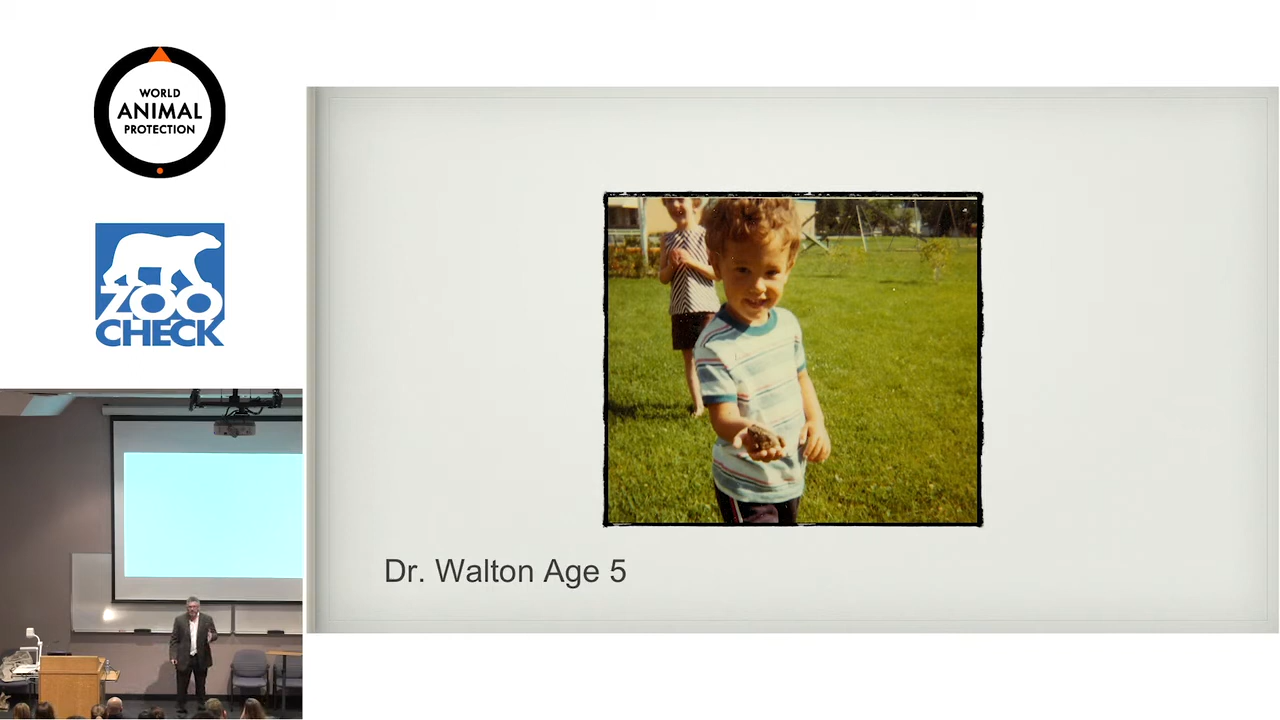 WORLD
ANIMAL
PROTECTION
ZOO
CHECK
Dr. Walton Age 5